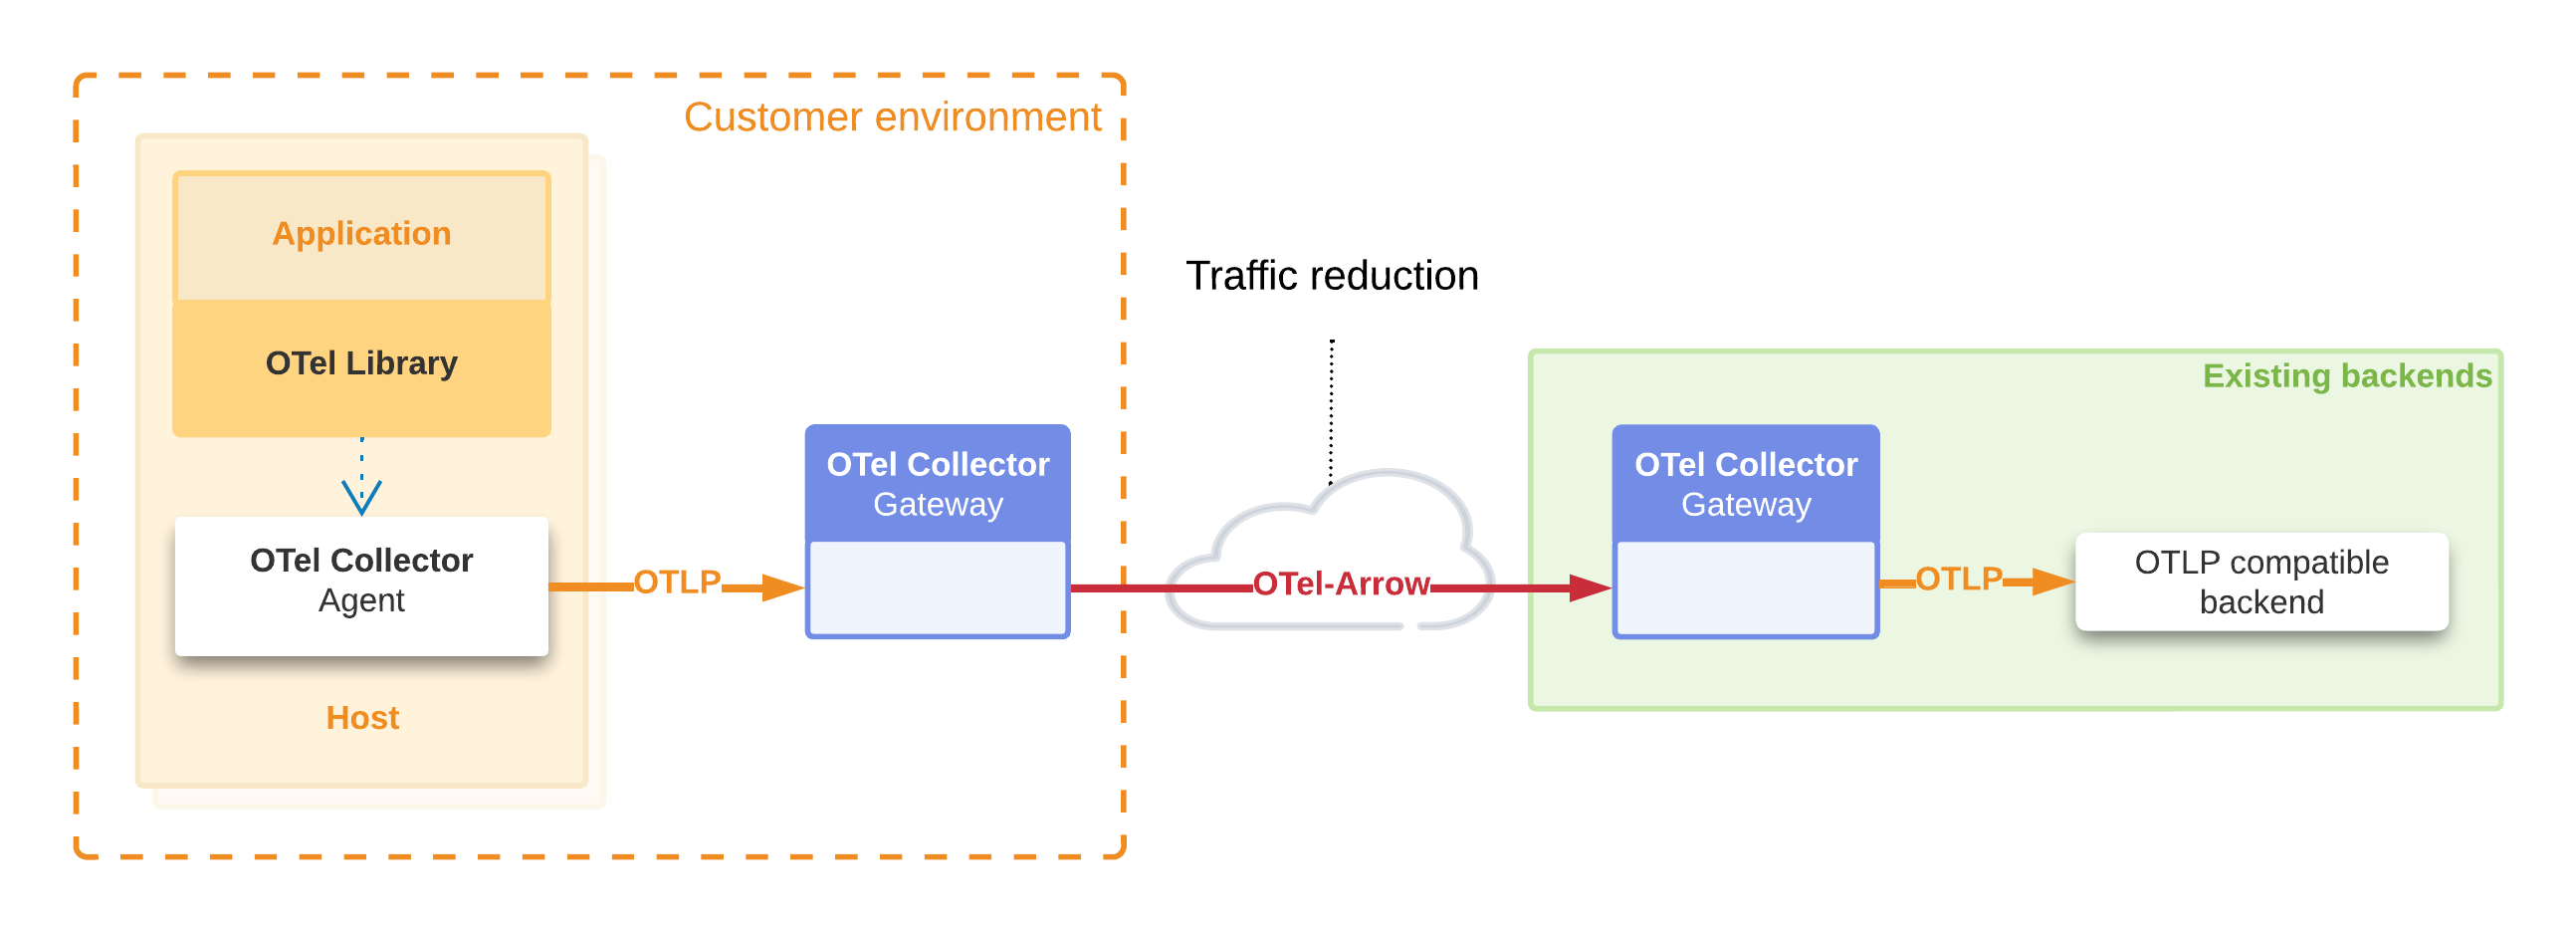 Customer environment
Application
OTel Library
OTel Collector
Agent
Host
OTLP
OTel Collector
Gateway
Traffic reduction
OTel-Arrow
Existing backends
OTel Collector
Gateway
OTLP
OTLP compatible
backend